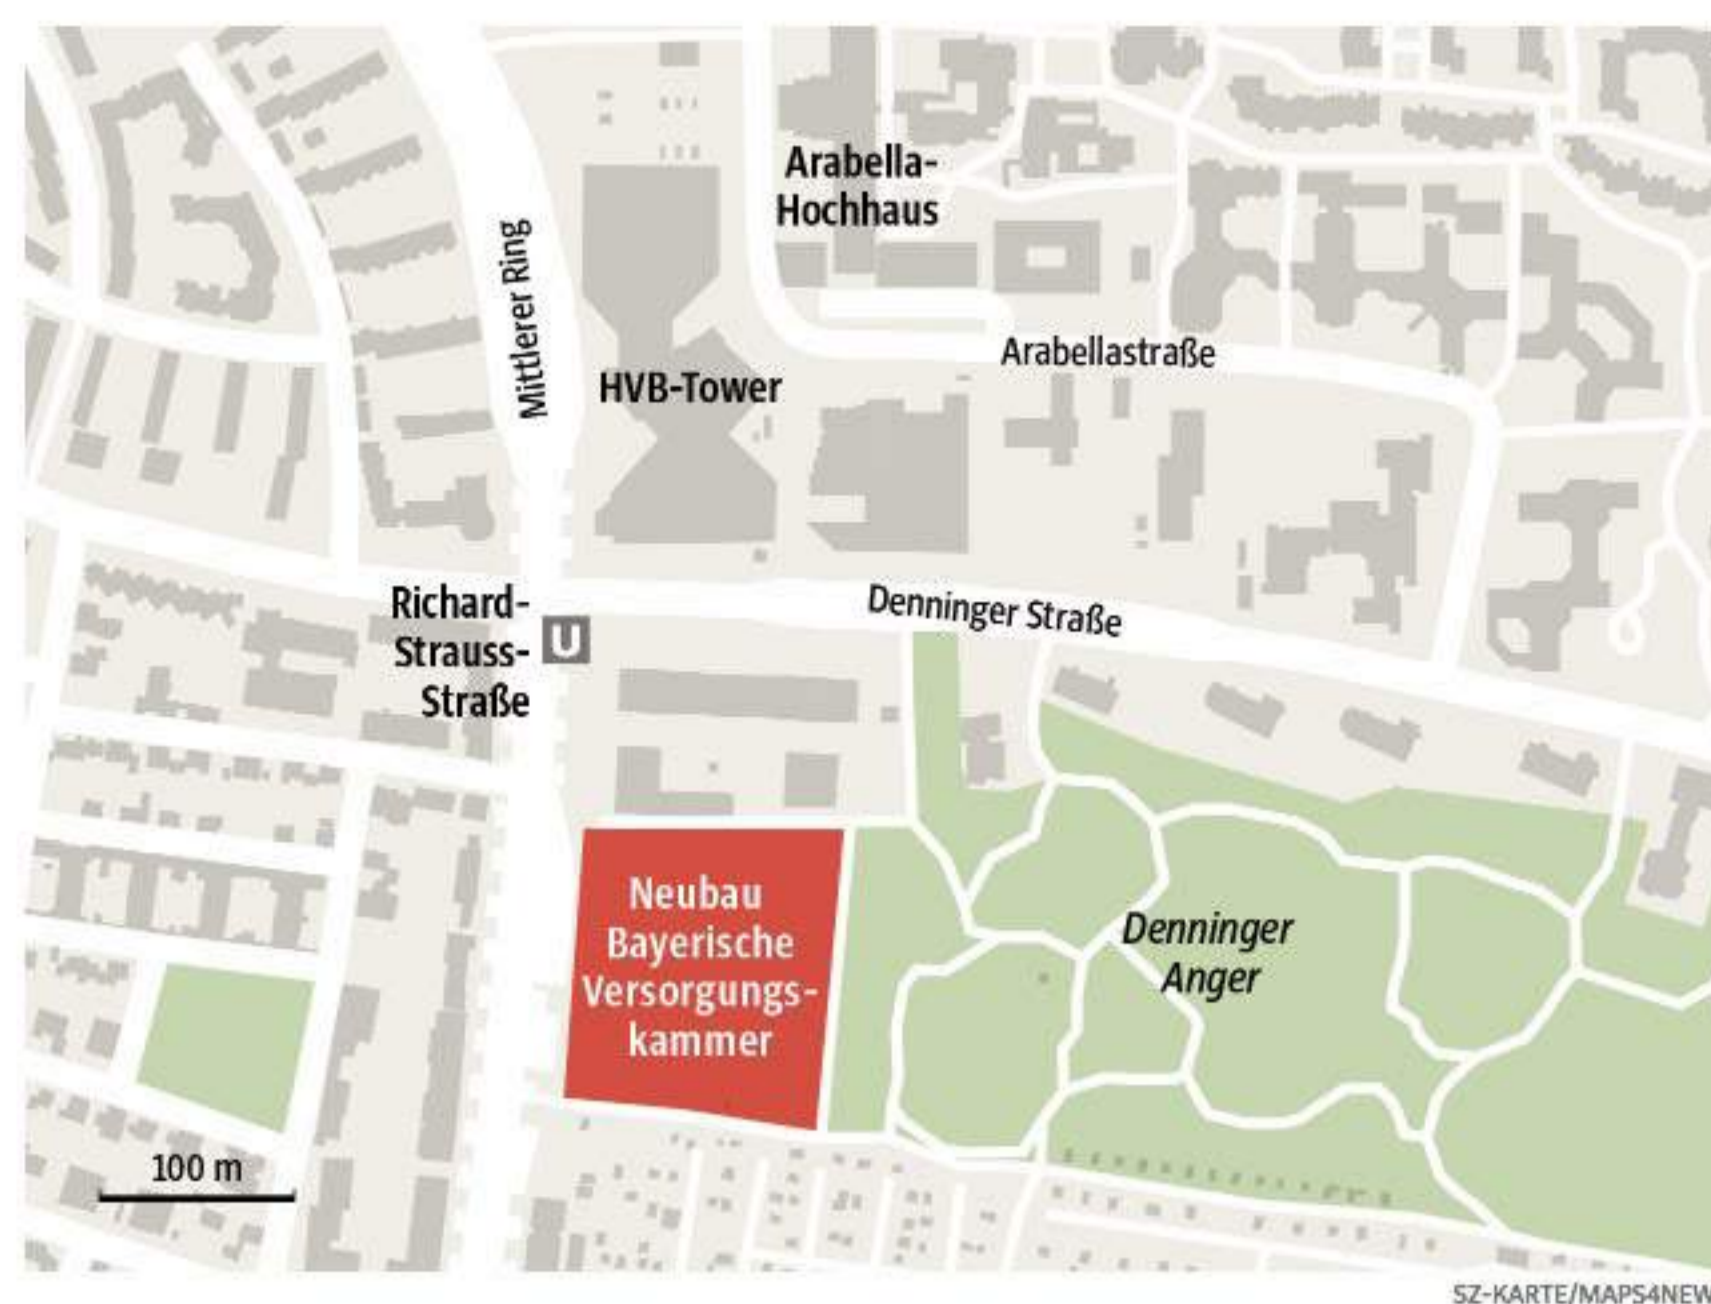 Arabella-
Hochhaus
Mittlerer Ring
Arabellastraße
HVB-Tower
Richard-
Strauss-
Straße
U
Denninger Straße
Neubau
Bayerische
Versorgungs-
kammer
Denninger
Anger
100 m
SZ-KARTE/MAPS4NEW